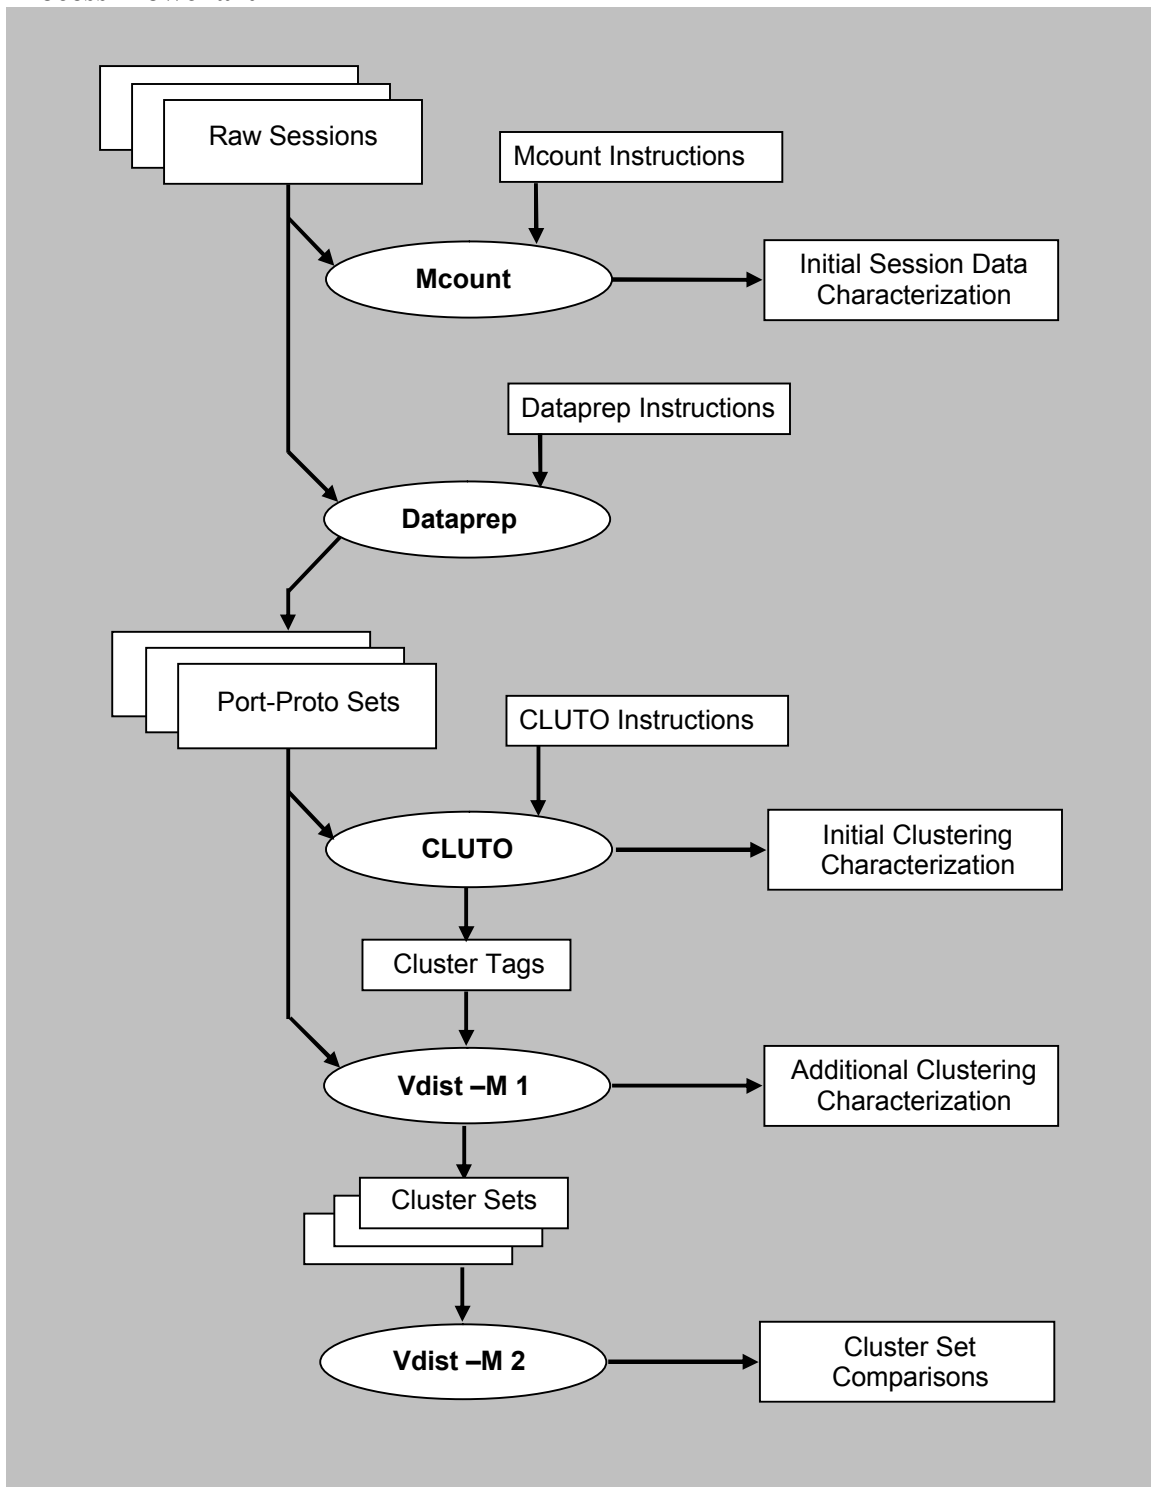 Raw Sessions
Mcount Instructions
Mcount
Initial Session Data
Characterization
Dataprep Instructions
Dataprep
Port-Proto Sets
CLUTO Instructions
CLUTO
Initial Clustering
Characterization
Cluster Tags
Vdist –M 1
Additional Clustering
Characterization
Cluster Sets
Vdist –M 2
Cluster Set
Comparisons